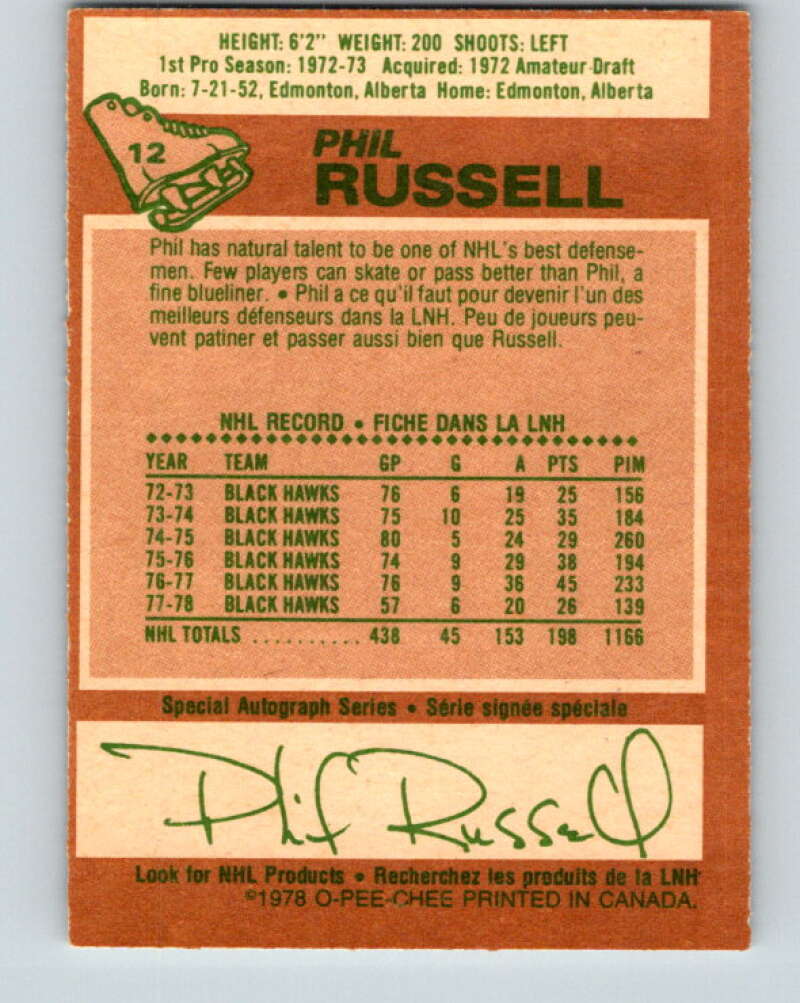 HEIGHT: 6'2" WEIGHT: 200 SHOOTS: LEFT
1st Pro Season: 1972-73 Acquired: 1972 Amateur Draft
Born: 7-21-52, Edmonton, Alberta Home: Edmonton, Alberta
12
PHIL
RUSSELL
Phil has natural talent to be one of NHL's best defense-
men. Few players can skate or pass better than Phil, a
fine blueliner. • Phil a ce qu'il faut pour devenir l'un des
meilleurs défenseurs dans la LNH. Peu de joueurs peu-
vent patiner et passer aussi bien que Russell.
NHL RECORD • FICHE DANS LA LNH
YEAR TEAM GP G A PTS PIM
72-73 BLACK HAWKS 76 6 19 25 156
73-74 BLACK HAWKS 75 10 25 35 184
74-75 BLACK HAWKS 80 5 24 29 260
75-76 BLACK HAWKS 74 9 29 38 194
76-77 BLACK HAWKS 76 9 36 45 233
77-78 BLACK HAWKS 57 6 20 26 139
NHL TOTALS .......... 438 45 153 198 1166
Special Autograph Series • Série signée spéciale
Phil Russell
Look for NHL Products • Recherchez les produits de la LNH
©1978 O-PEE-CHEE PRINTED IN CANADA.